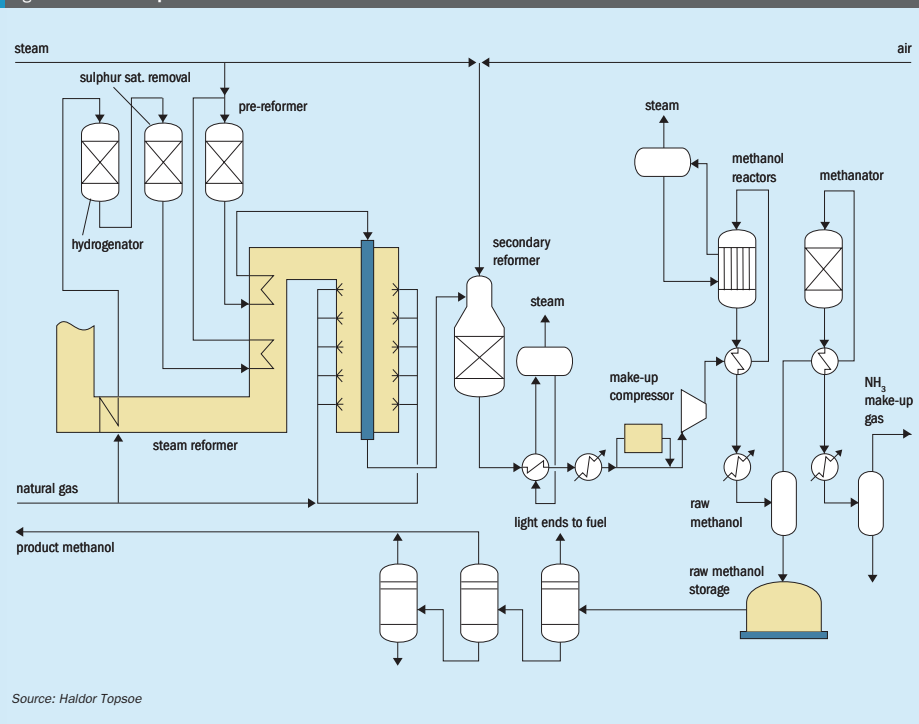 steam
air
sulphur sat. removal
pre-reformer
steam
methanol
reactors
methanator
hydrogenator
secondary
reformer
steam
make-up
compressor
NH3
make-up
gas
steam reformer
natural gas
raw
methanol
light ends to fuel
product methanol
raw methanol
storage
Source: Haldor Topsoe